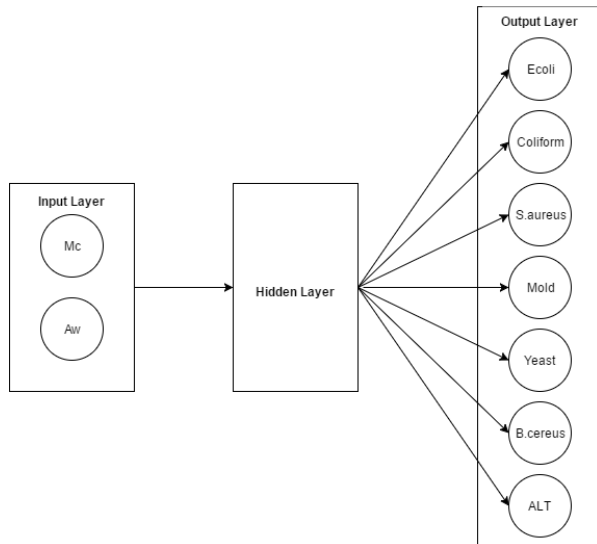 Input Layer
Mc
Aw
Hidden Layer
Output Layer
Ecoli
Coliform
S.aureus
Mold
Yeast
B.cereus
ALT